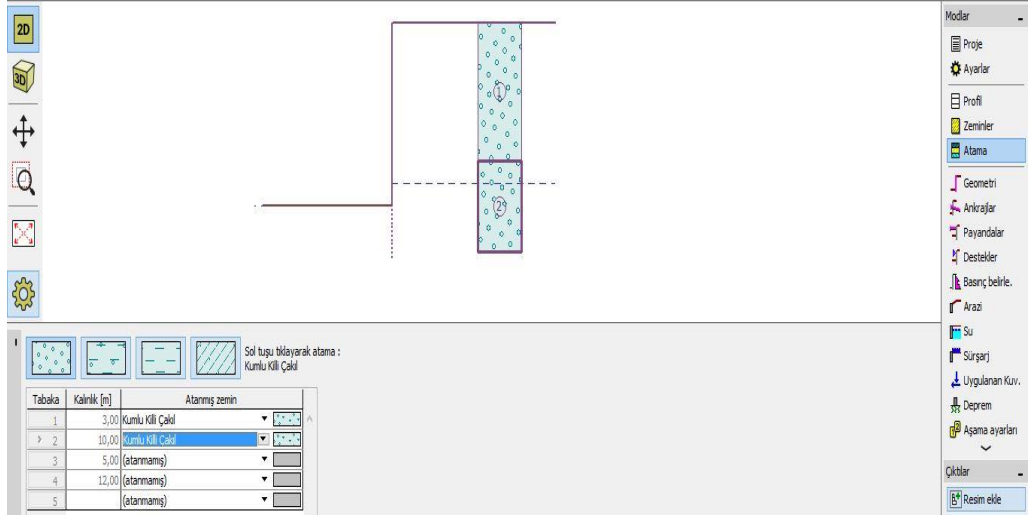 2D
3D
1
2
Modlar
Proje
Ayarlar
Profil
Zeminler
Atama
Geometri
Ankrajlar
Payandalar
Destekler
Basınç belirle.
Arazi
Su
Sürşarj
Uygulanan Kuv.
Deprem
Aşama ayarları
Çıktılar
Resim ekle
Sol tuşu tıklayarak atama :
Kumlu Killi Çakıl
Tabaka Kalınlık [m] Atanmış zemin
1 3,00 Kumlu Killi Çakıl
2 10,00 Kumlu Killi Çakıl
3 5,00 (atanmamış)
4 12,00 (atanmamış)
5 (atanmamış)